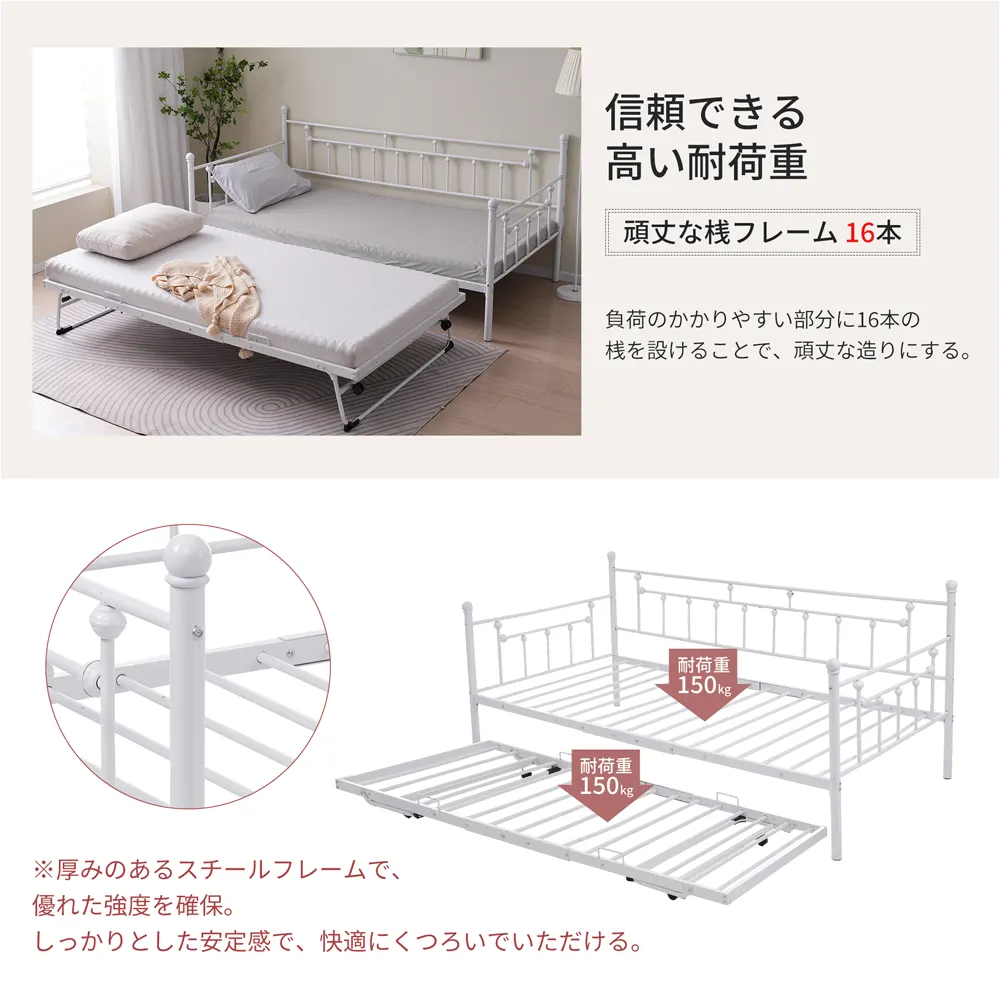 信頼できる
高い耐荷重
頑丈な桟フレーム 16本
負荷のかかりやすい部分に16本の
桟を設けることで、頑丈な造りにする。
耐荷重
150kg
耐荷重
150kg
※厚みのあるスチールフレームで、
優れた強度を確保。
しっかりとした安定感で、快適にくつろいでいただける。